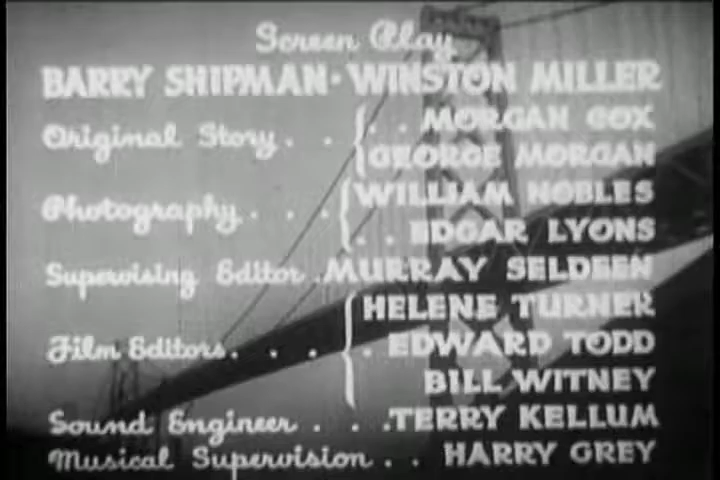 Screen Play
BARRY SHIPMAN · WINSTON MILLER
Original Story . . { . . MORGAN COX
GEORGE MORGAN
Photography . . . { WILLIAM NOBLES
. . EDGAR LYONS
Supervising Editor . MURRAY SELDEEN
HELENE TURNER
Film Editors . . . . { . EDWARD TODD
BILL WITNEY
Sound Engineer . . . . TERRY KELLUM
Musical Supervision . . HARRY GREY